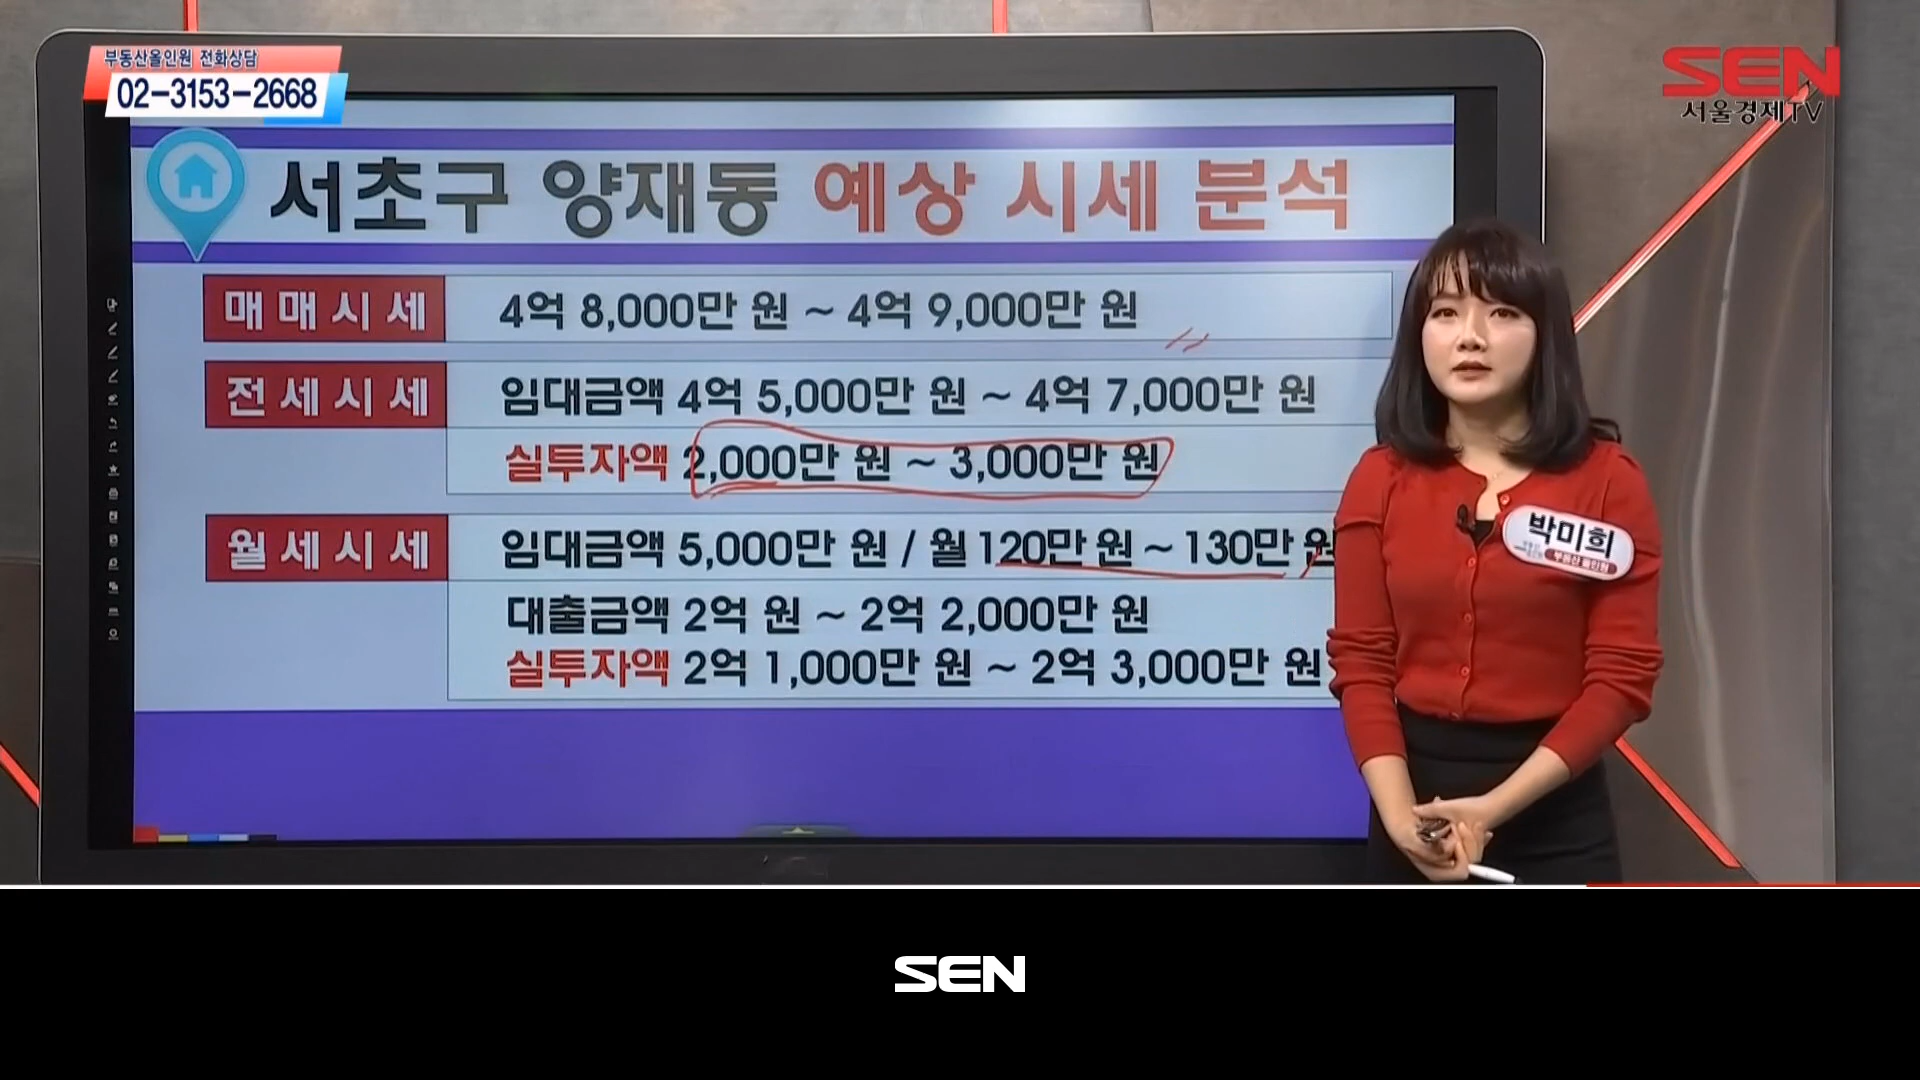 부동산올인원 전화상담
02-3153-2668
SEN
서울경제TV
서초구 양재동 예상 시세 분석
매매시세 4억 8,000만 원 ~ 4억 9,000만 원
전세시세 임대금액 4억 5,000만 원 ~ 4억 7,000만 원
실투자액 2,000만 원 ~ 3,000만 원
월세시세 임대금액 5,000만 원 / 월 120만 원 ~ 130만 원
대출금액 2억 원 ~ 2억 2,000만 원
실투자액 2억 1,000만 원 ~ 2억 3,000만 원
박미희
부동산 올인원
SEN